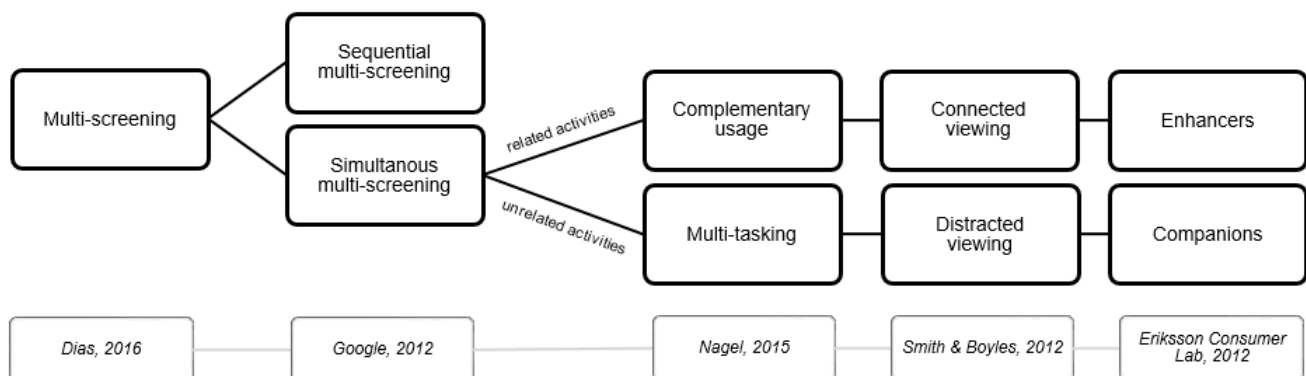 Multi-screening
Sequential
multi-screening
Simultanous
multi-screening
related activities
unrelated activities
Complementary
usage
Connected
viewing
Enhancers
Multi-tasking
Distracted
viewing
Companions
Dias, 2016
Google, 2012
Nagel, 2015
Smith & Boyles, 2012
Eriksson Consumer
Lab, 2012